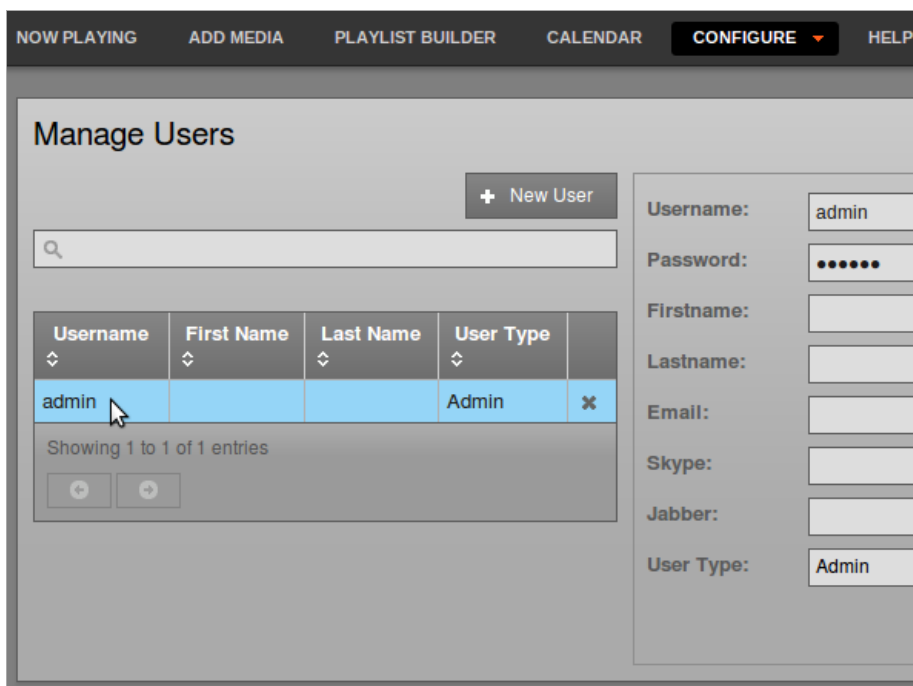 NOW PLAYING ADD MEDIA PLAYLIST BUILDER CALENDAR CONFIGURE HELP
Manage Users
New User
Username First Name Last Name User Type
admin Admin
Showing 1 to 1 of 1 entries
Username: admin
Password: ••••••
Firstname:
Lastname:
Email:
Skype:
Jabber:
User Type: Admin